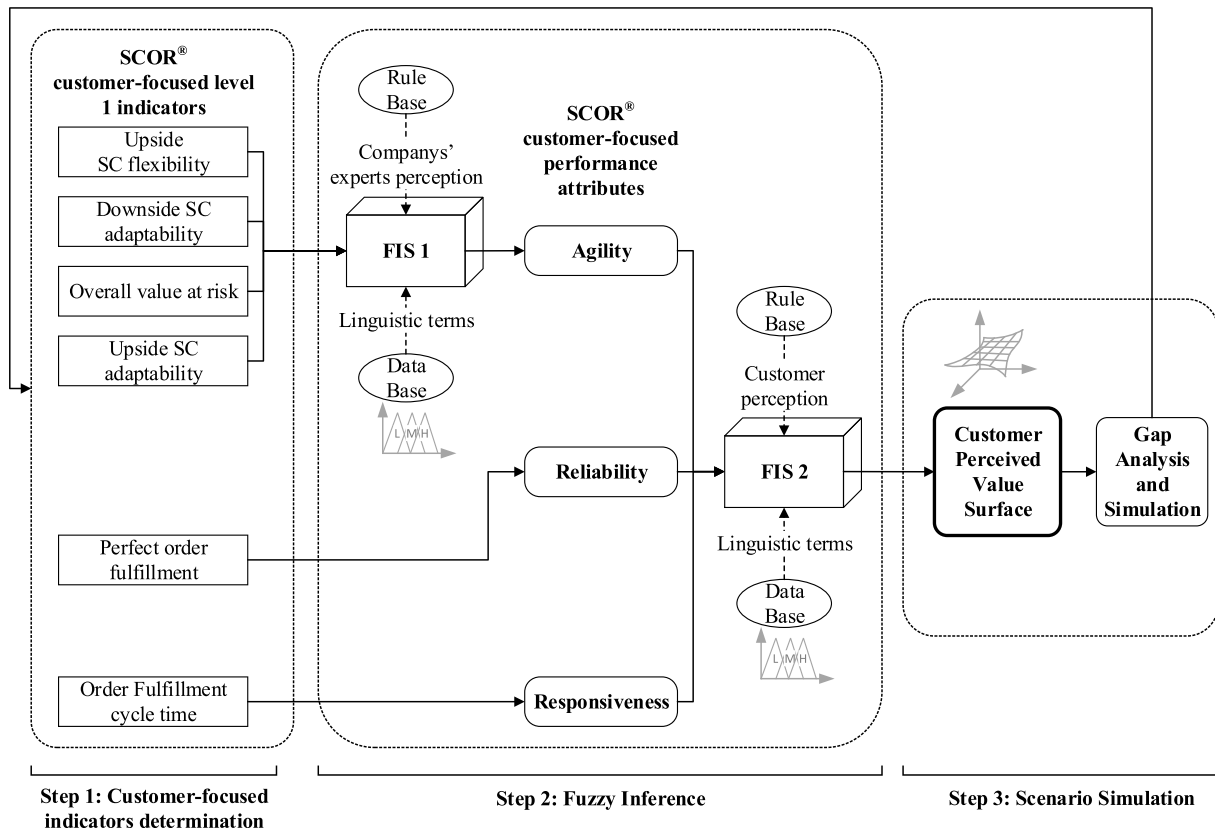 SCOR®
customer-focused level
1 indicators
Upside
SC flexibility
Downside SC
adaptability
Overall value at risk
Upside SC
adaptability
Perfect order
fulfillment
Order Fulfillment
cycle time
Rule
Base
Companys’
experts perception
FIS 1
Linguistic terms
Data
Base
L M H
SCOR®
customer-focused
performance
attributes
Agility
Reliability
Responsiveness
Rule
Base
Customer
perception
FIS 2
Linguistic terms
Data
Base
L M H
Customer
Perceived
Value
Surface
Gap
Analysis
and
Simulation
Step 1: Customer-focused
indicators determination
Step 2: Fuzzy Inference
Step 3: Scenario Simulation